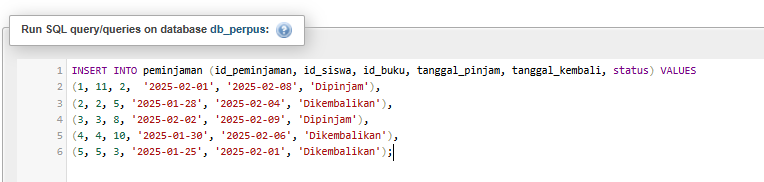 Run SQL query/queries on database db_perpus:
1 INSERT INTO peminjaman (id_peminjaman, id_siswa, id_buku, tanggal_pinjam, tanggal_kembali, status) VALUES
2 (1, 11, 2,  '2025-02-01', '2025-02-08', 'Dipinjam'),
3 (2, 2, 5, '2025-01-28', '2025-02-04', 'Dikembalikan'),
4 (3, 3, 8, '2025-02-02', '2025-02-09', 'Dipinjam'),
5 (4, 4, 10, '2025-01-30', '2025-02-06', 'Dikembalikan'),
6 (5, 5, 3, '2025-01-25', '2025-02-01', 'Dikembalikan');